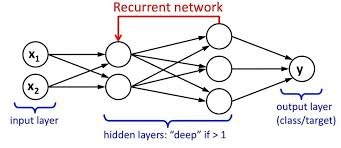 Recurrent network
x1
x2
y
input layer
hidden layers: "deep" if > 1
output layer
(class/target)